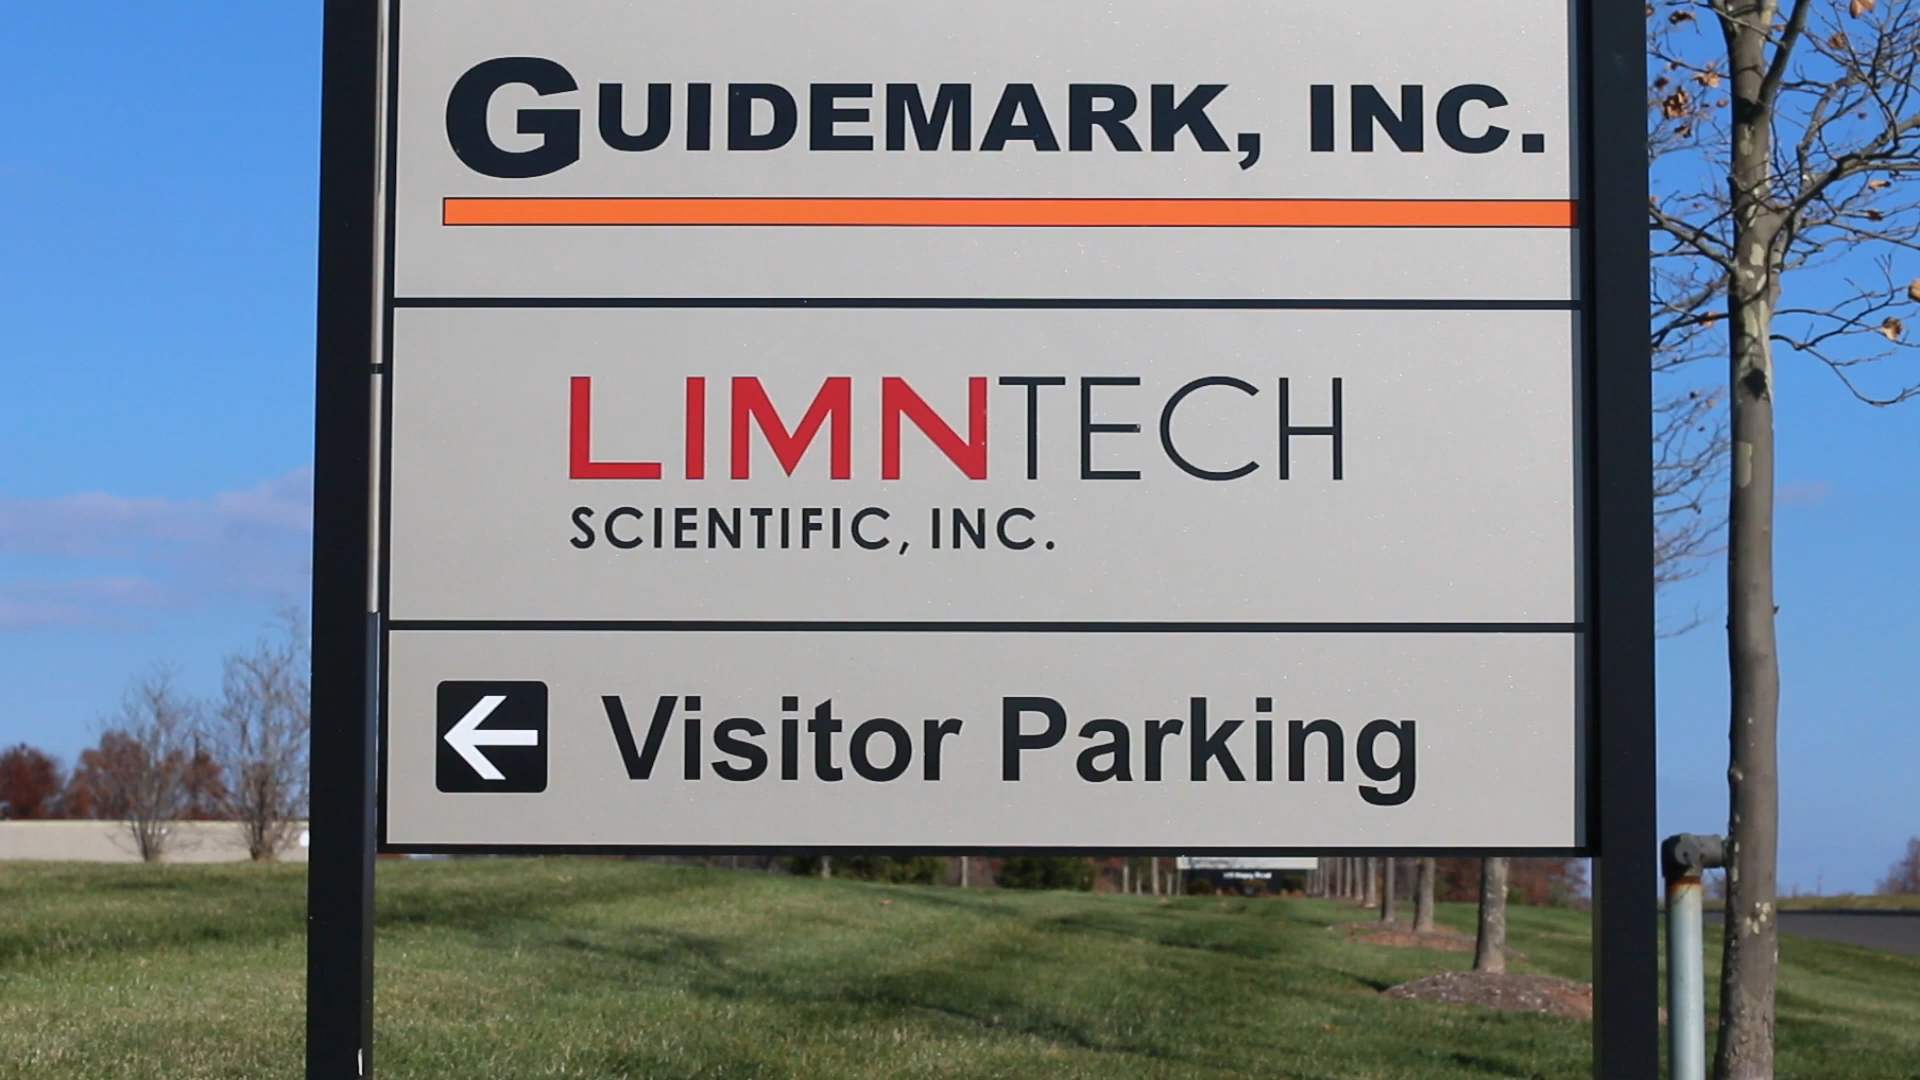 GUIDEMARK, INC.
LIMNTECH
SCIENTIFIC, INC.
Visitor Parking